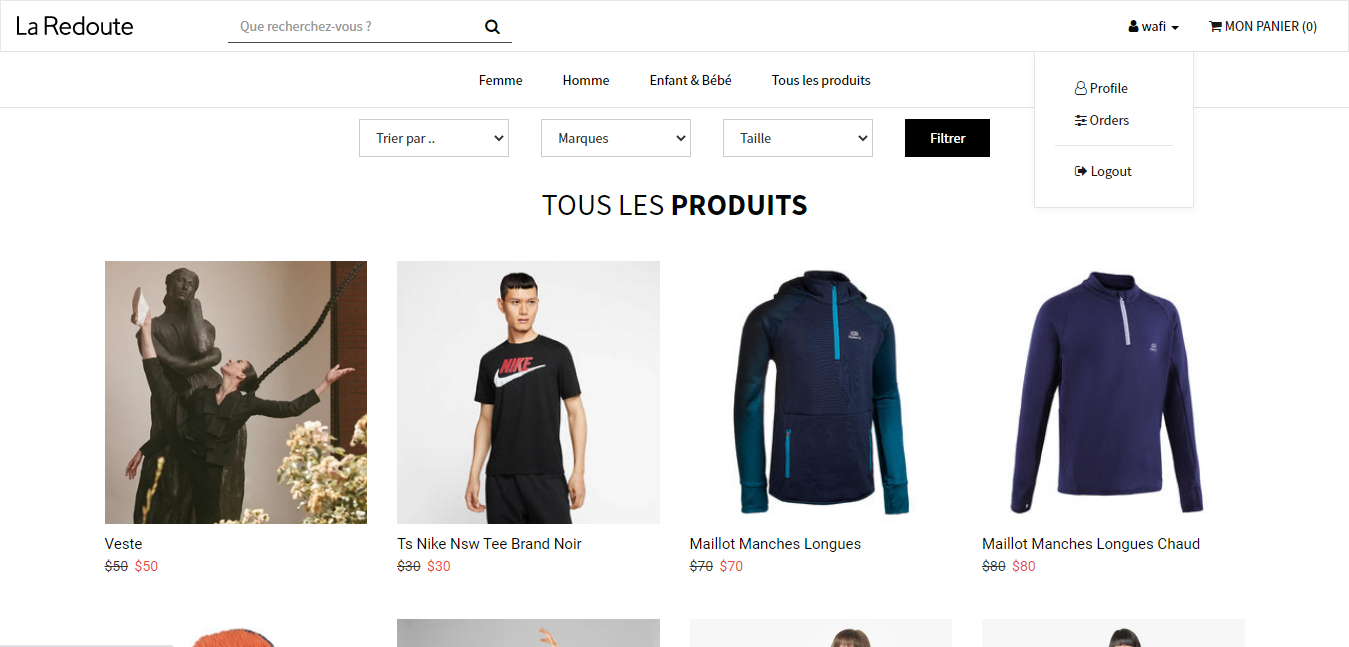 La Redoute
Que recherchez-vous ?
wafi
MON PANIER (0)
Femme
Homme
Enfant & Bébé
Tous les produits
Profile
Orders
Logout
Trier par ..
Marques
Taille
Filtrer
TOUS LES PRODUITS
NIKE
Veste
$50 $50
Ts Nike Nsw Tee Brand Noir
$30 $30
Maillot Manches Longues
$70 $70
Maillot Manches Longues Chaud
$80 $80